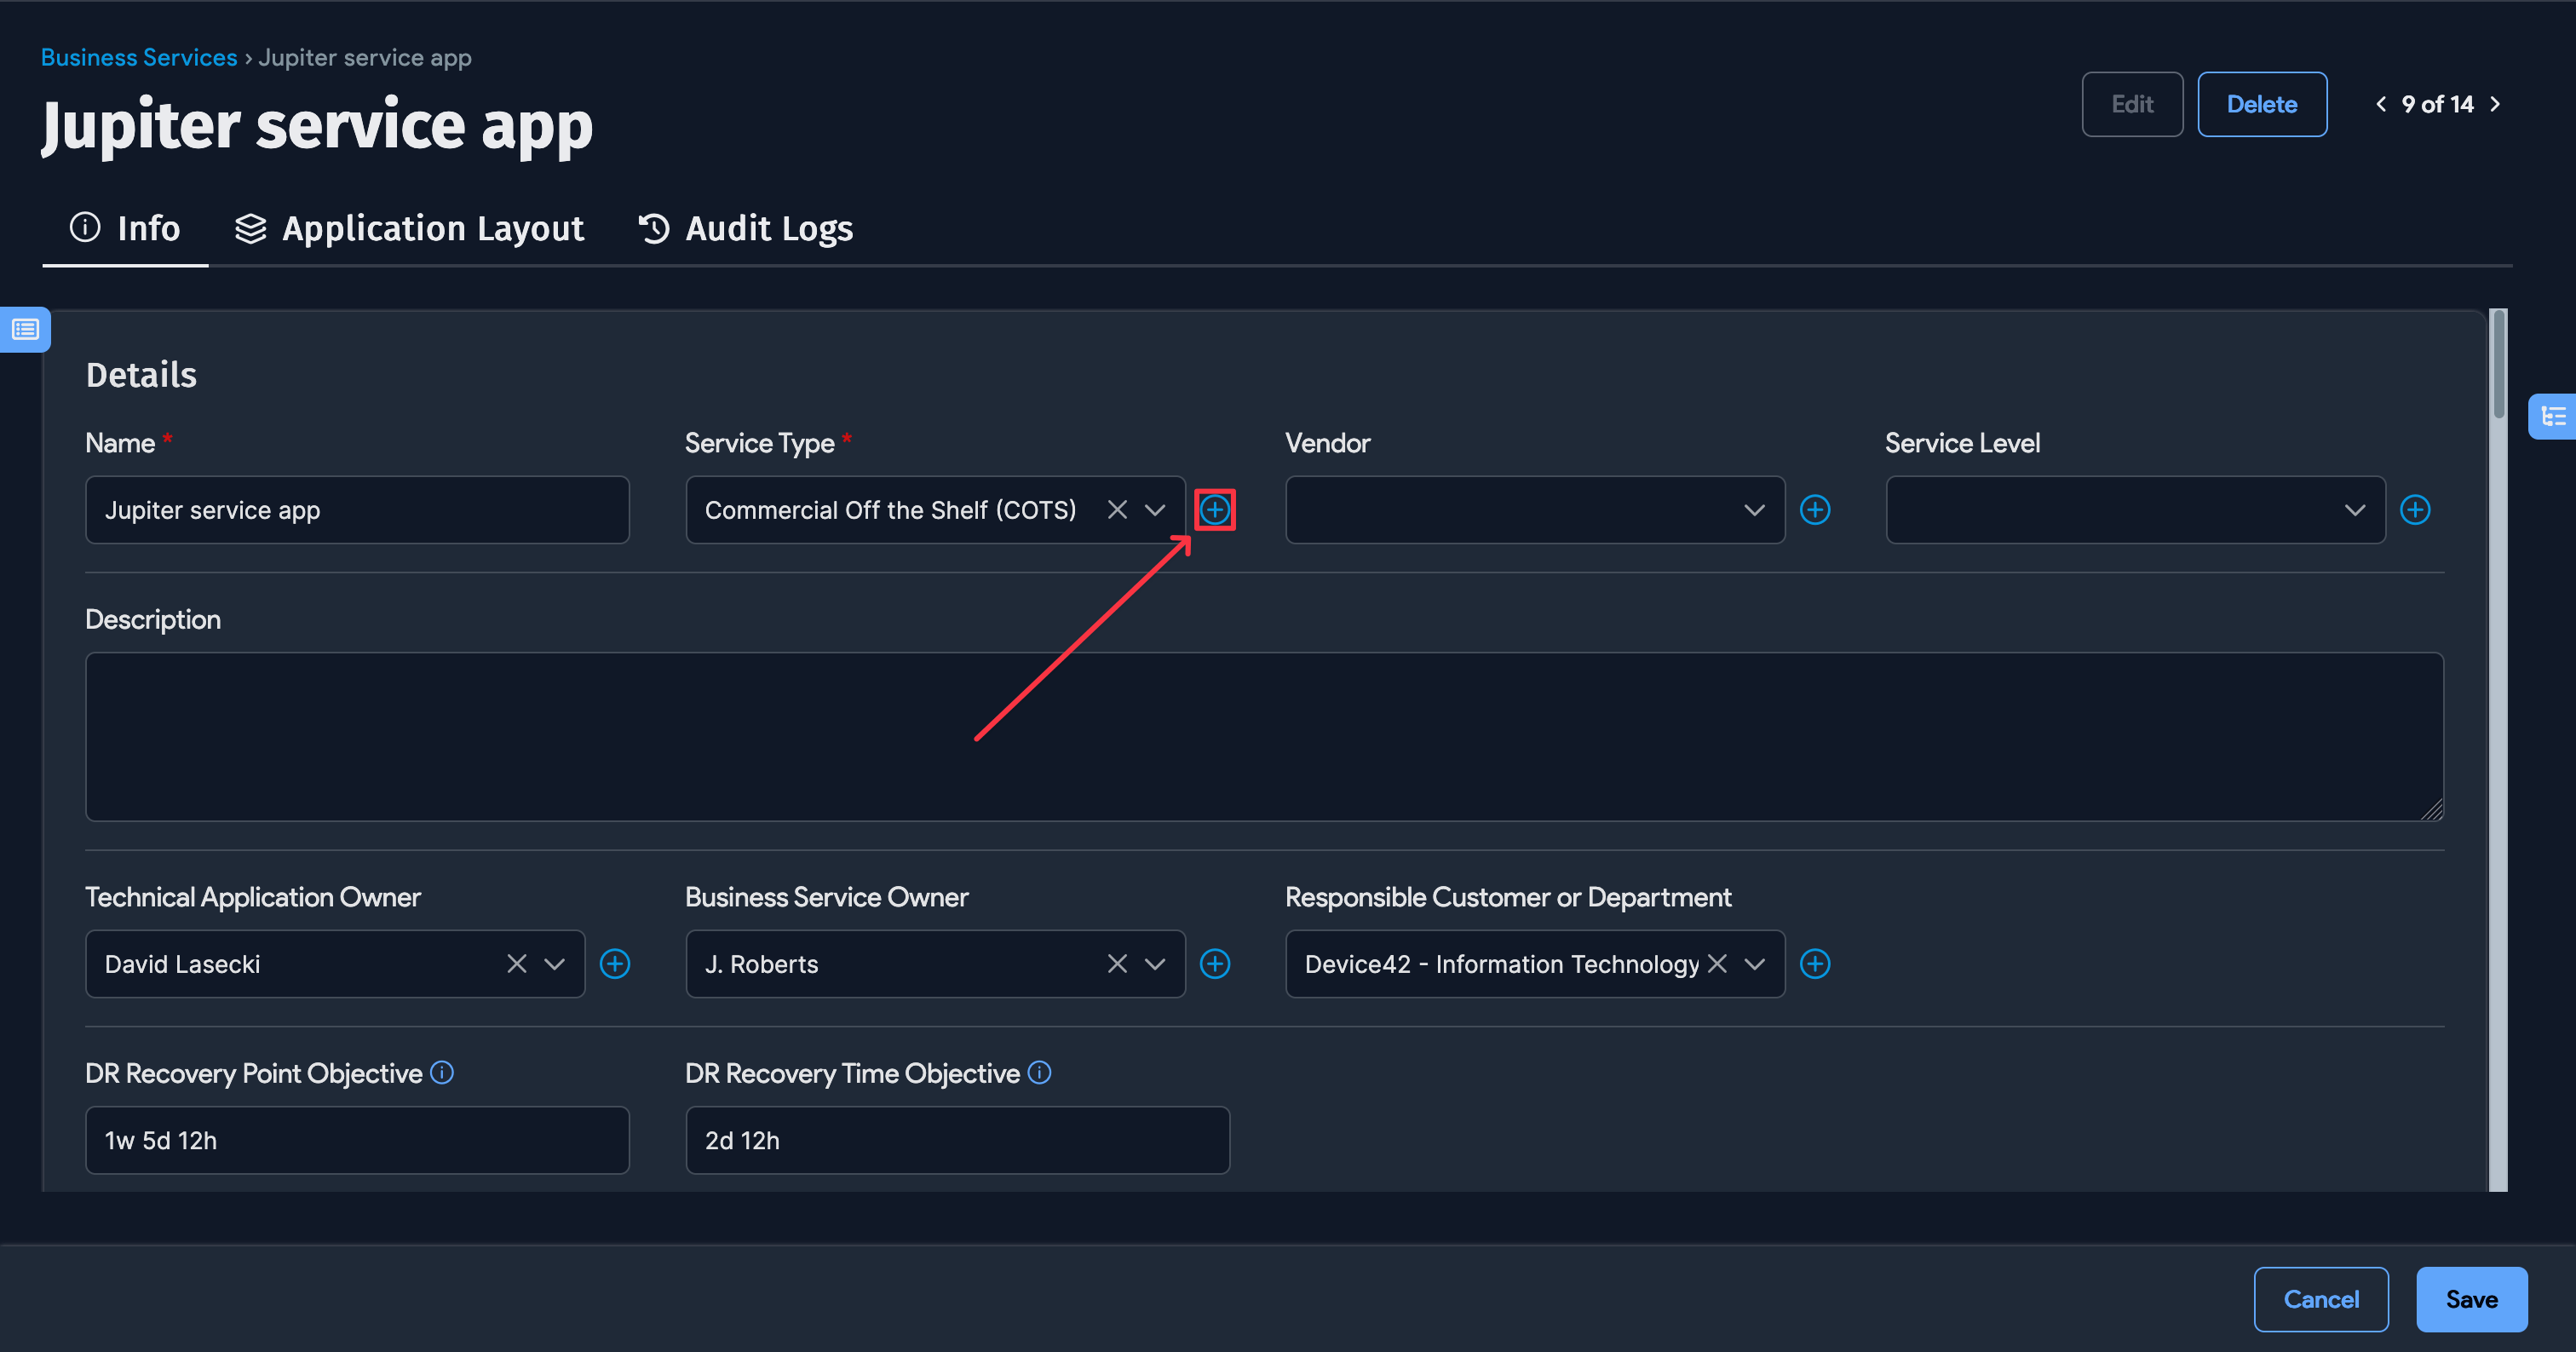 Business Services › Jupiter service app
Jupiter service app
Edit
Delete
9 of 14
Info
Application Layout
Audit Logs
Details
Name *
Service Type *
Vendor
Service Level
Jupiter service app
Commercial Off the Shelf (COTS)
Description
Technical Application Owner
Business Service Owner
Responsible Customer or Department
David Lasecki
J. Roberts
Device42 - Information Technology
DR Recovery Point Objective
DR Recovery Time Objective
1w 5d 12h
2d 12h
Cancel
Save